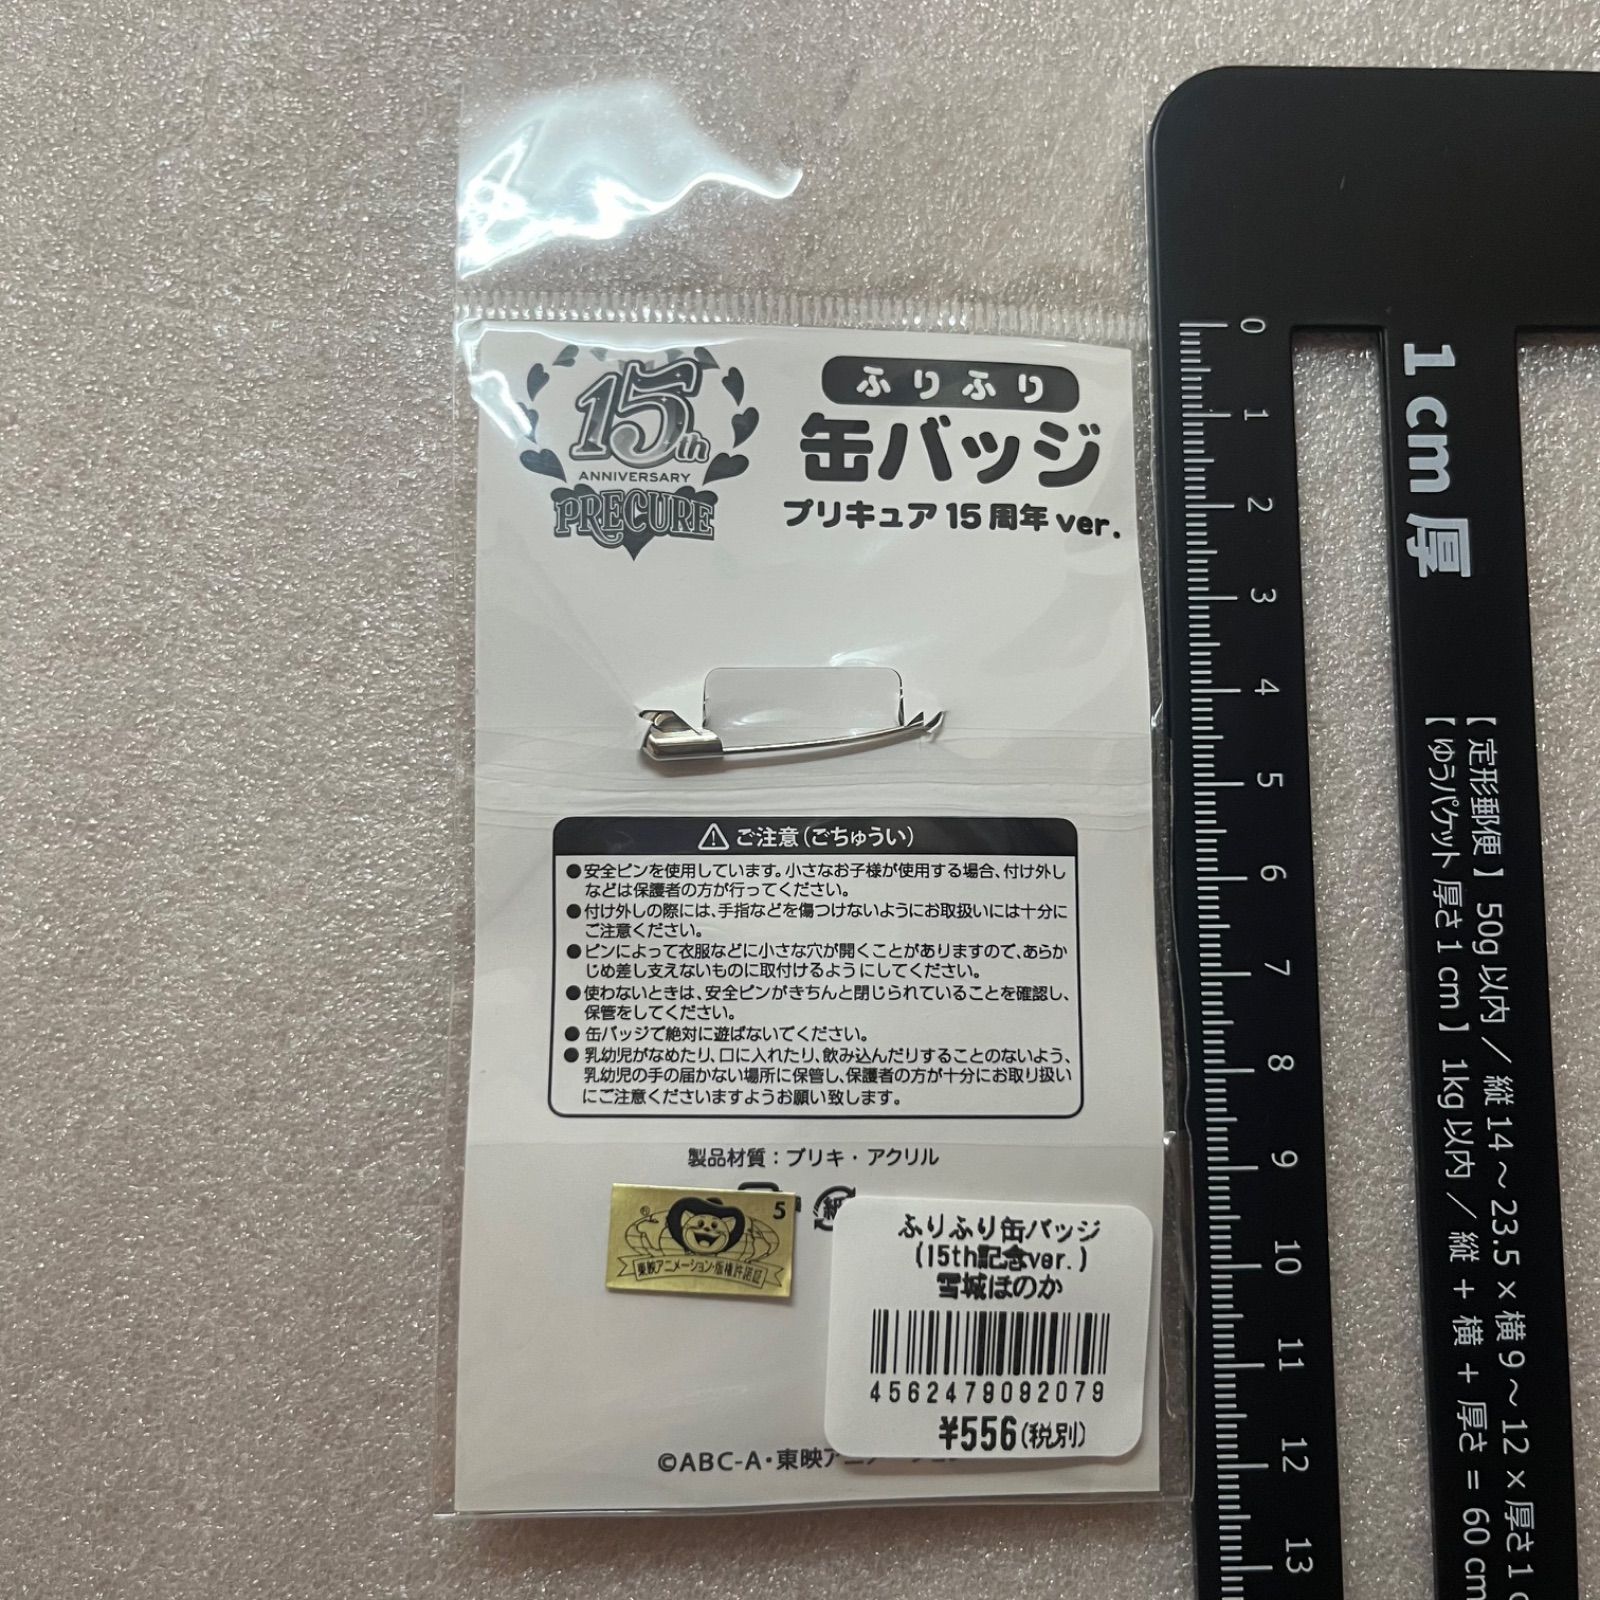 15th
ANNIVERSARY
PRECURE
ふりふり
缶バッジ
プリキュア15周年ver.
⚠ご注意(ごちゅうい)
●安全ピンを使用しています。小さなお子様が使用する場合、付け外し
などは保護者の方が行ってください。
●付け外しの際には、手指などを傷つけないようにお取扱いには十分に
ご注意ください。
●ピンによって衣服などに小さな穴が開くことがありますので、あらか
じめ差し支えないものに取付けるようにしてください。
●使わないときは、安全ピンがきちんと閉じられていることを確認し、
保管をしてください。
●缶バッジで絶対に遊ばないでください。
●乳幼児がなめたり、口に入れたり、飲み込んだりすることのないよう、
乳幼児の手の届かない場所に保管し、保護者の方が十分にお取り扱い
にご注意くださいますようお願い致します。
製品材質：ブリキ・アクリル
紙
5
東映アニメーション・版権許諾証
ふりふり缶バッジ
(15th記念ver.)
雪城ほのか
4562479092079
¥556(税別)
©ABC-A・東映アニメーション
0
1
2
3
4
5
6
7
8
9
10
11
12
13
1cm厚
【定形郵便】50g以内／縦14～23.5×横9～12×厚さ1c
【ゆうパケット厚さ1cm】1kg以内／縦＋横＋厚さ＝60cm